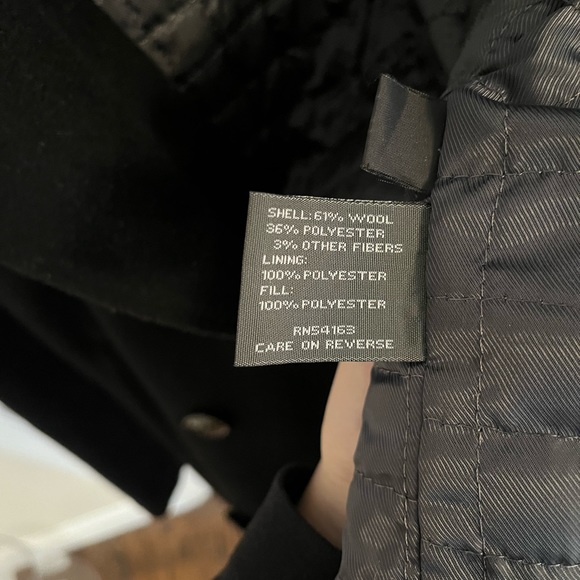 SHELL: 61% WOOL
36% POLYESTER
3% OTHER FIBERS
LINING:
100% POLYESTER
FILL:
100% POLYESTER
RN54163
CARE ON REVERSE